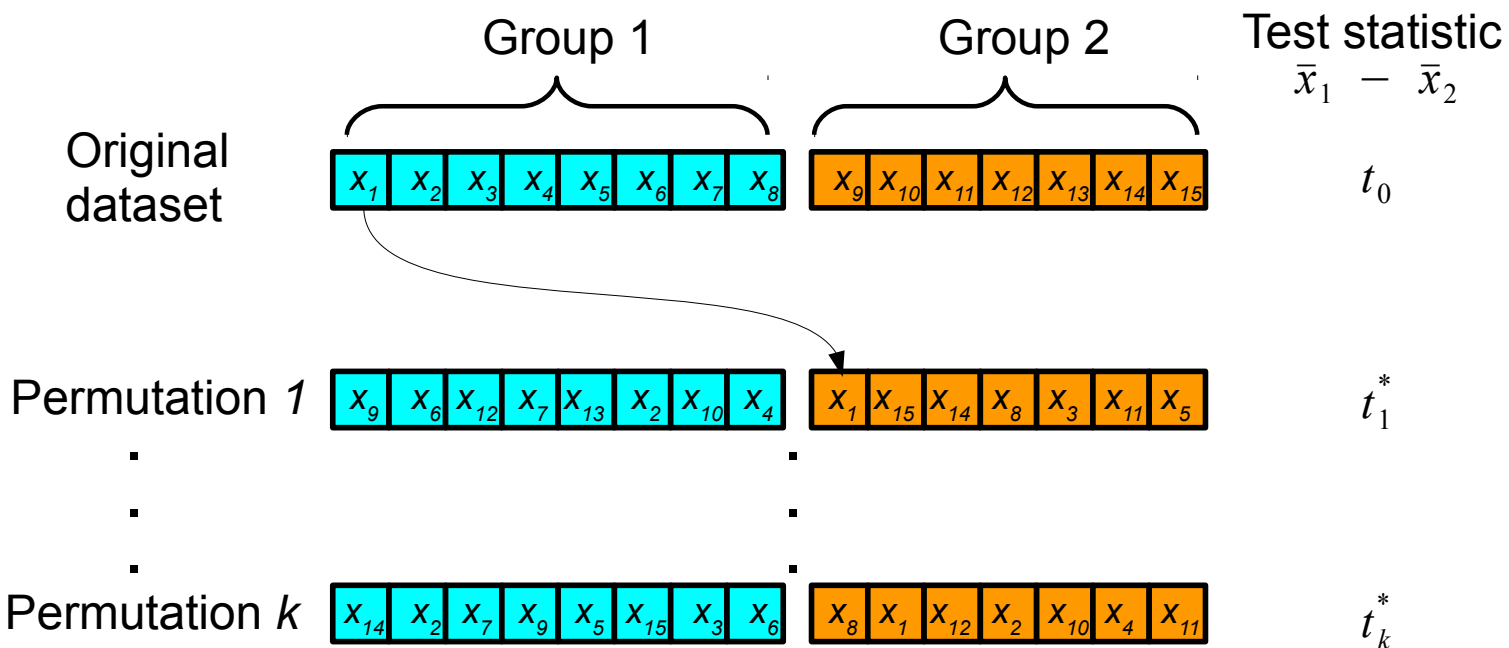 Group 1 Group 2 Test statistic
x̄₁ − x̄₂
Original
dataset
x₁ x₂ x₃ x₄ x₅ x₆ x₇ x₈ x₉ x₁₀ x₁₁ x₁₂ x₁₃ x₁₄ x₁₅ t₀
Permutation 1 x₉ x₆ x₁₂ x₇ x₁₃ x₂ x₁₀ x₄ x₁ x₁₅ x₁₄ x₈ x₃ x₁₁ x₅ t₁*
Permutation k x₁₄ x₂ x₇ x₉ x₅ x₁₅ x₃ x₆ x₈ x₁ x₁₂ x₂ x₁₀ x₄ x₁₁ tₖ*